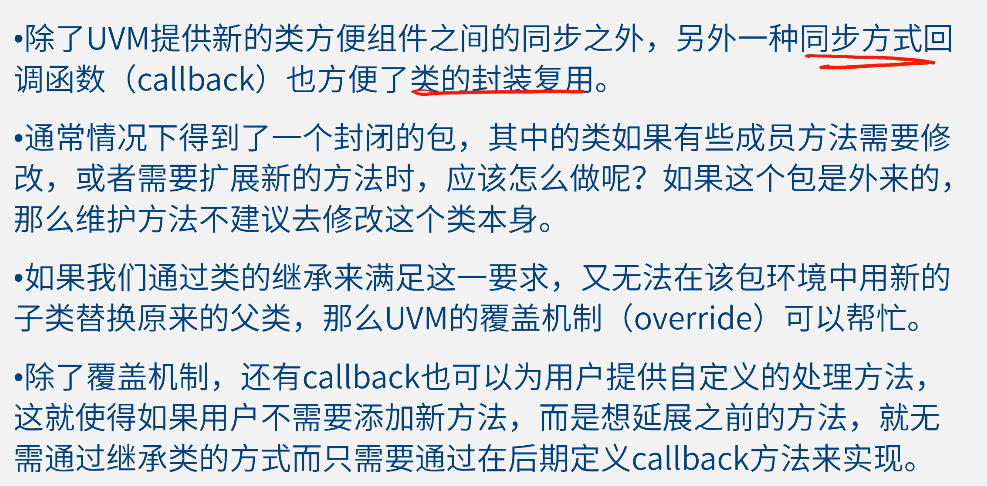 •除了UVM提供新的类方便组件之间的同步之外，另外一种同步方式回
调函数（callback）也方便了类的封装复用。
•通常情况下得到了一个封闭的包，其中的类如果有些成员方法需要修
改，或者需要扩展新的方法时，应该怎么做呢？如果这个包是外来的，
那么维护方法不建议去修改这个类本身。
•如果我们通过类的继承来满足这一要求，又无法在该包环境中用新的
子类替换原来的父类，那么UVM的覆盖机制（override）可以帮忙。
•除了覆盖机制，还有callback也可以为用户提供自定义的处理方法，
这就使得如果用户不需要添加新方法，而是想延展之前的方法，就无
需通过继承类的方式而只需要通过在后期定义callback方法来实现。